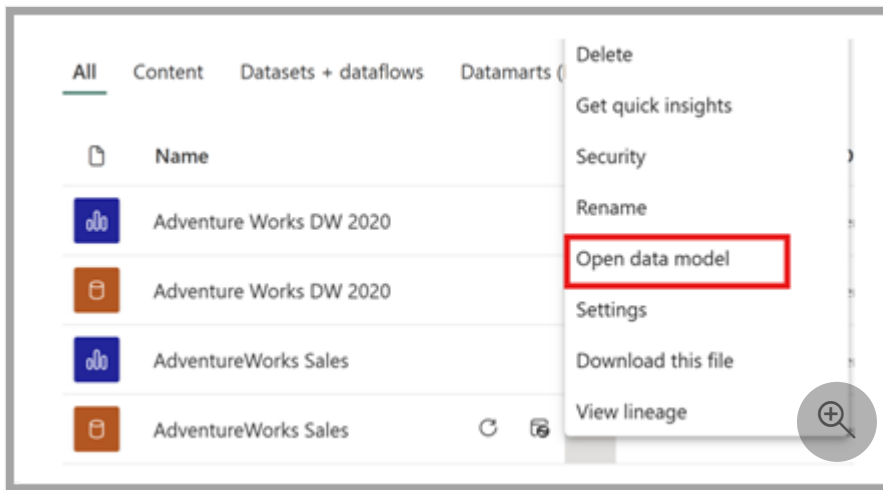 All Content Datasets + dataflows Datamarts (
Name
Adventure Works DW 2020
Adventure Works DW 2020
AdventureWorks Sales
AdventureWorks Sales
Delete
Get quick insights
Security
Rename
Open data model
Settings
Download this file
View lineage